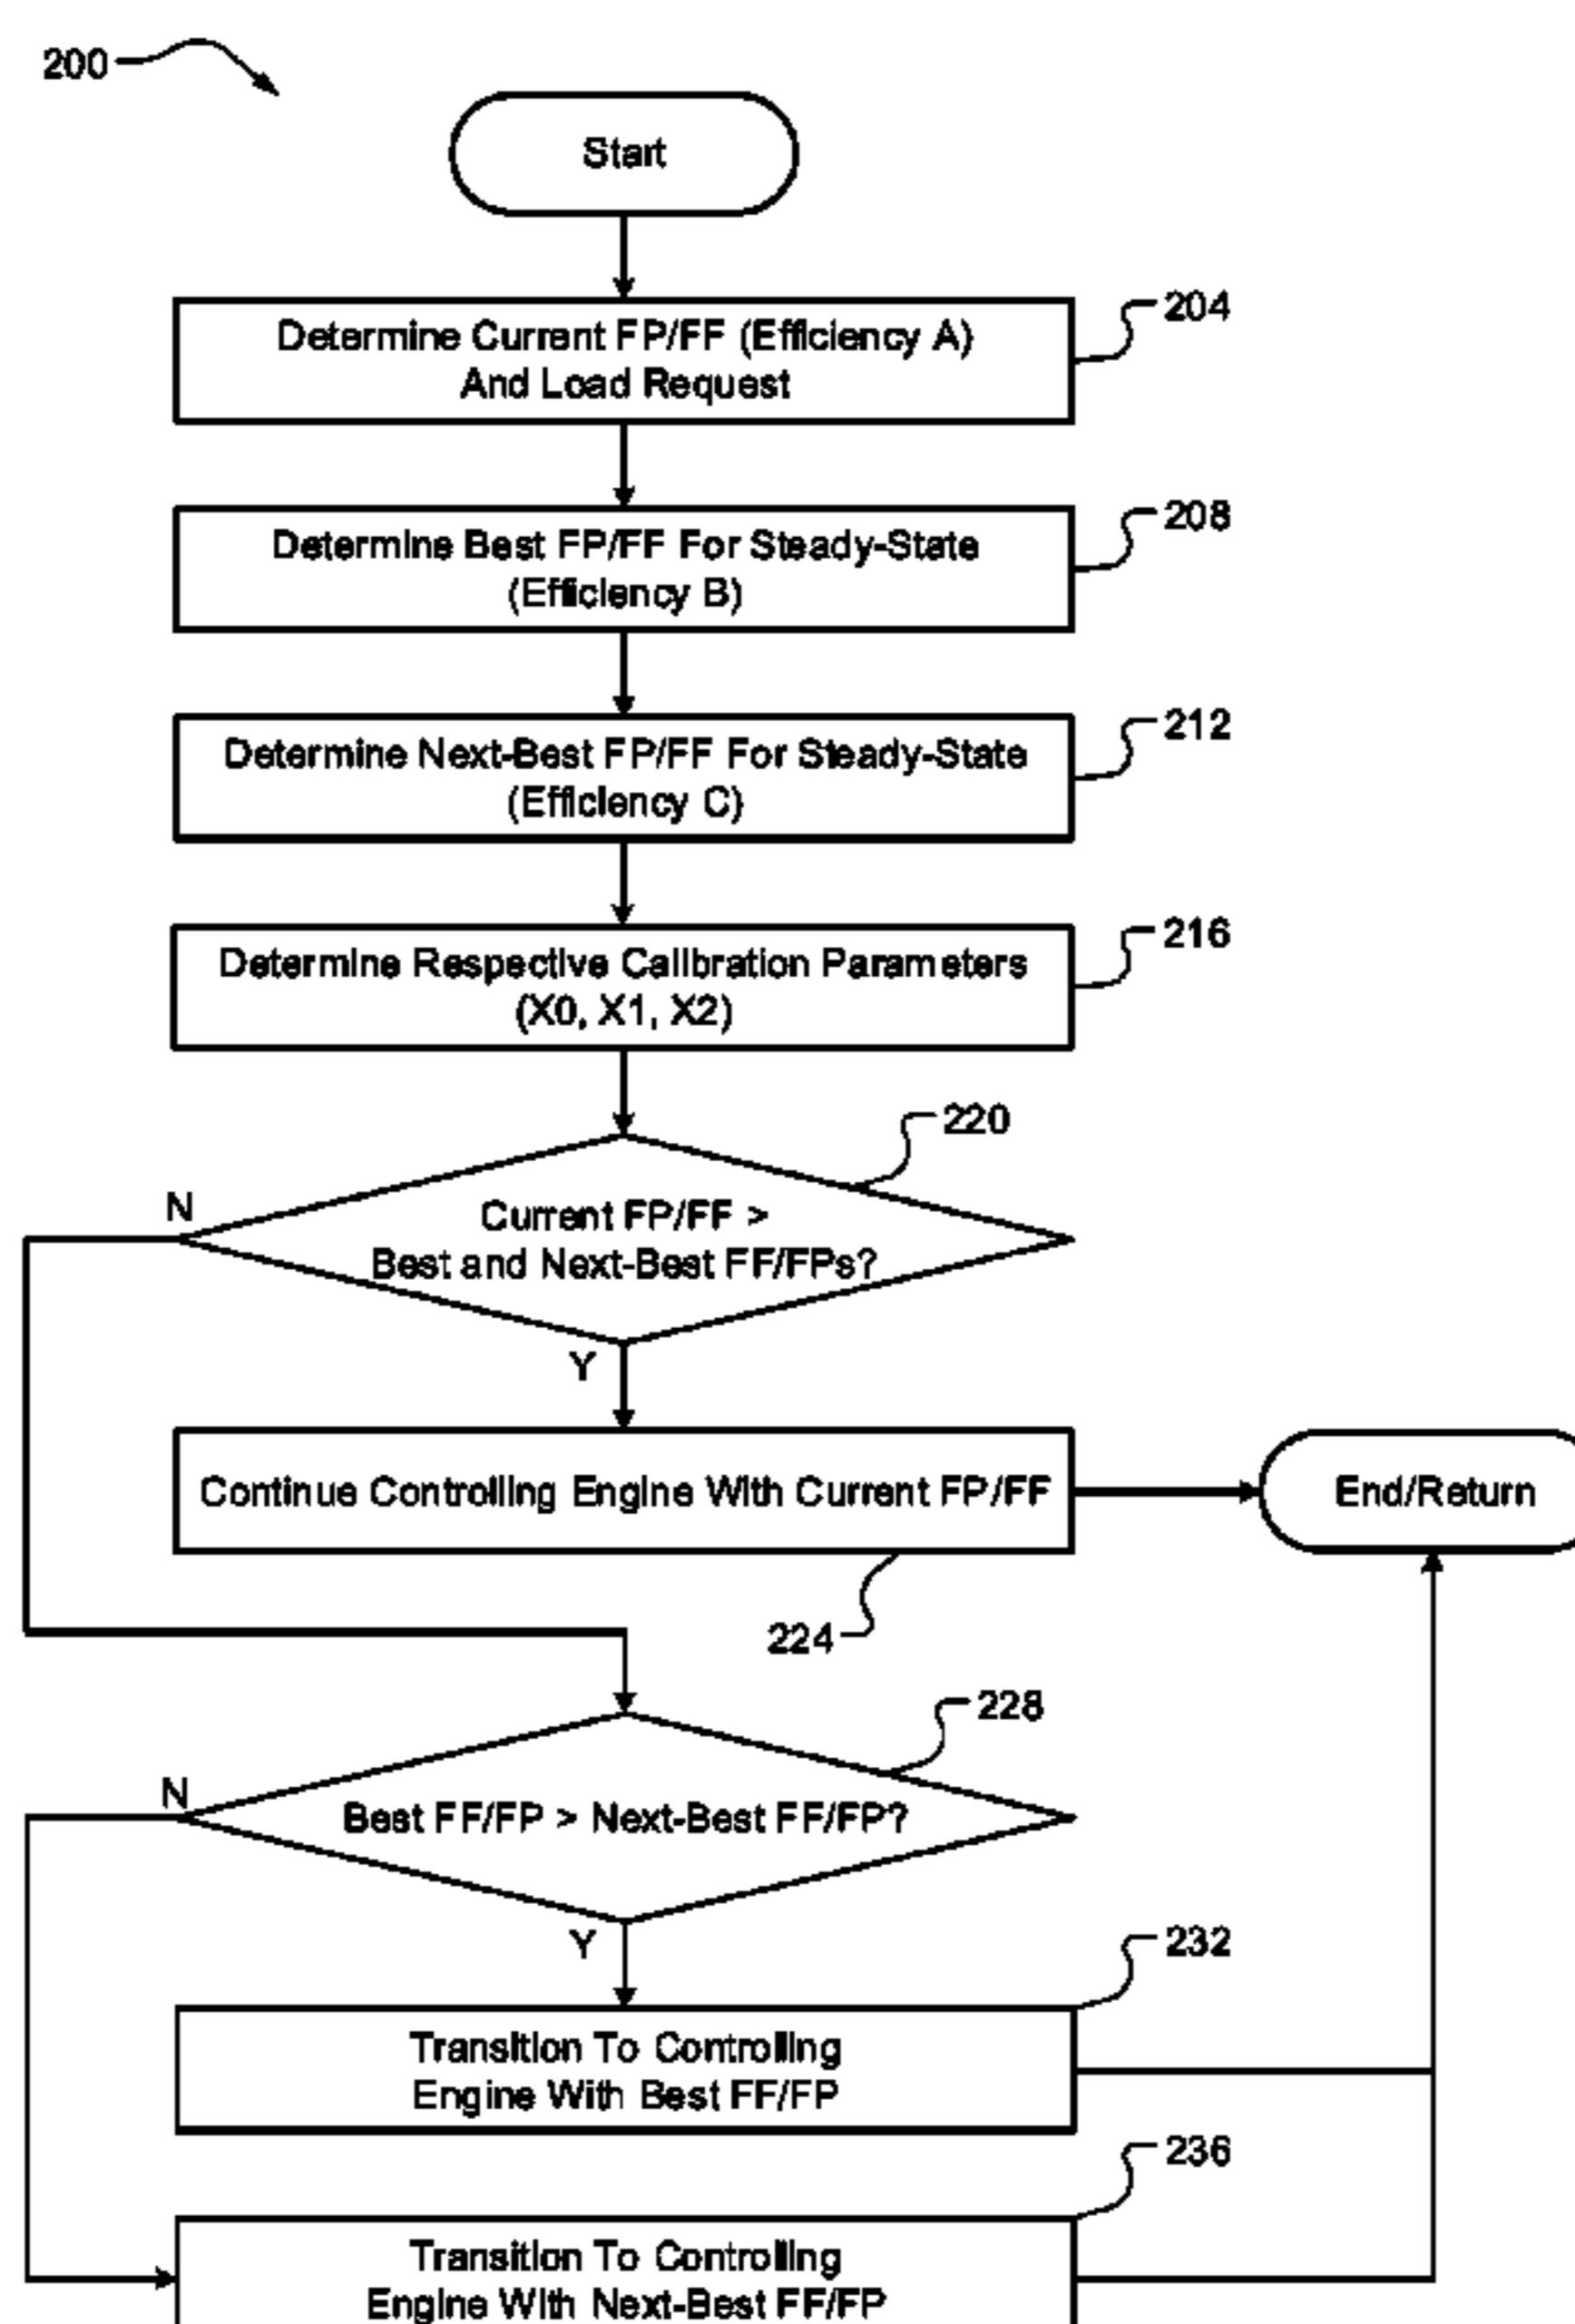 200
Start
Determine Current FP/FF (Efficiency A)
And Load Request
204
Determine Best FP/FF For Steady-State
(Efficiency B)
208
Determine Next-Best FP/FF For Steady-State
(Efficiency C)
212
Determine Respective Calibration Parameters
(X0, X1, X2)
216
220
N
Current FP/FF >
Best and Next-Best FF/FPs?
Y
Continue Controlling Engine With Current FP/FF
End/Return
224
228
N
Best FF/FP > Next-Best FF/FP?
Y
232
Transition To Controlling
Engine With Best FF/FP
236
Transition To Controlling
Engine With Next-Best FF/FP